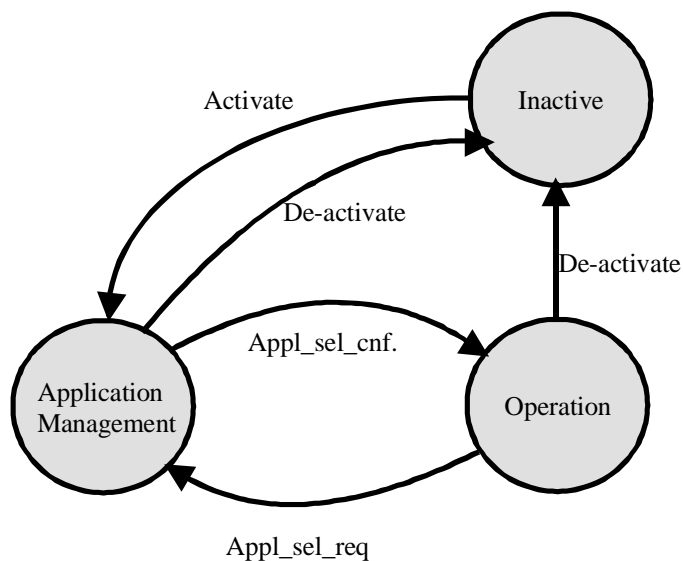 Activate
Inactive
De-activate
De-activate
Appl_sel_cnf.
Application
Management
Operation
Appl_sel_req